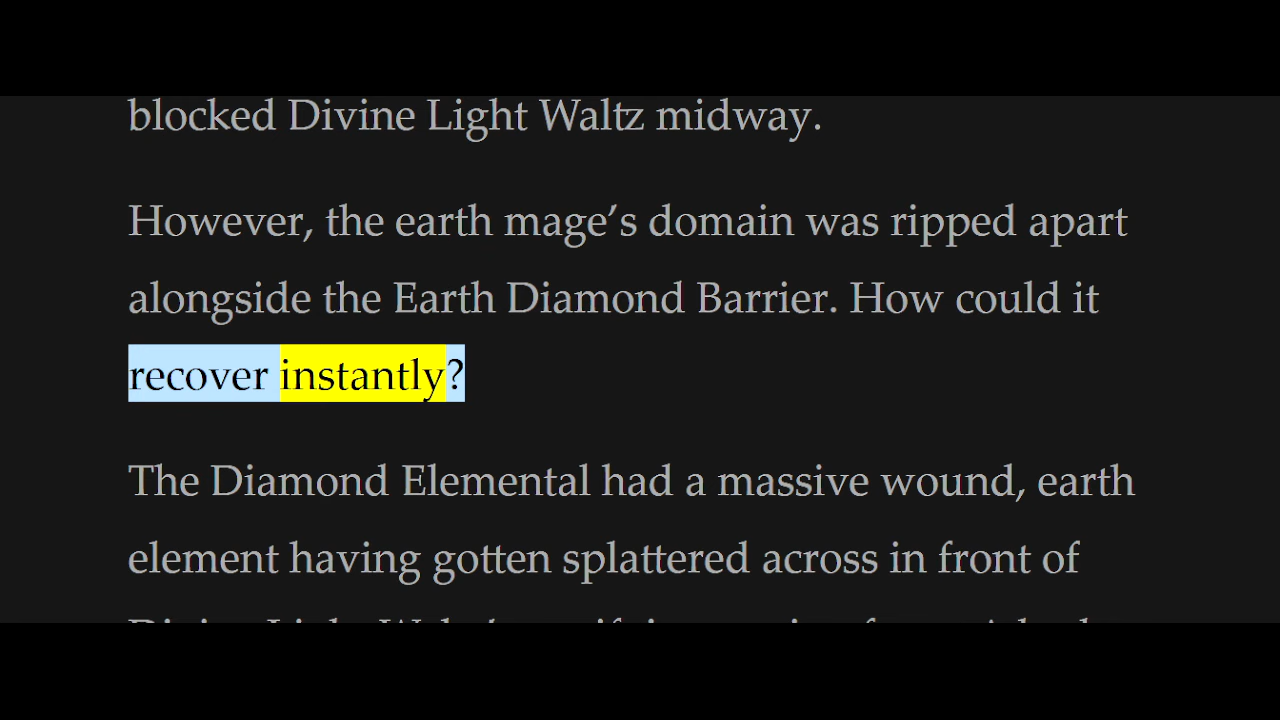 blocked Divine Light Waltz midway.
However, the earth mage’s domain was ripped apart
alongside the Earth Diamond Barrier. How could it
recover instantly?
The Diamond Elemental had a massive wound, earth
element having gotten splattered across in front of